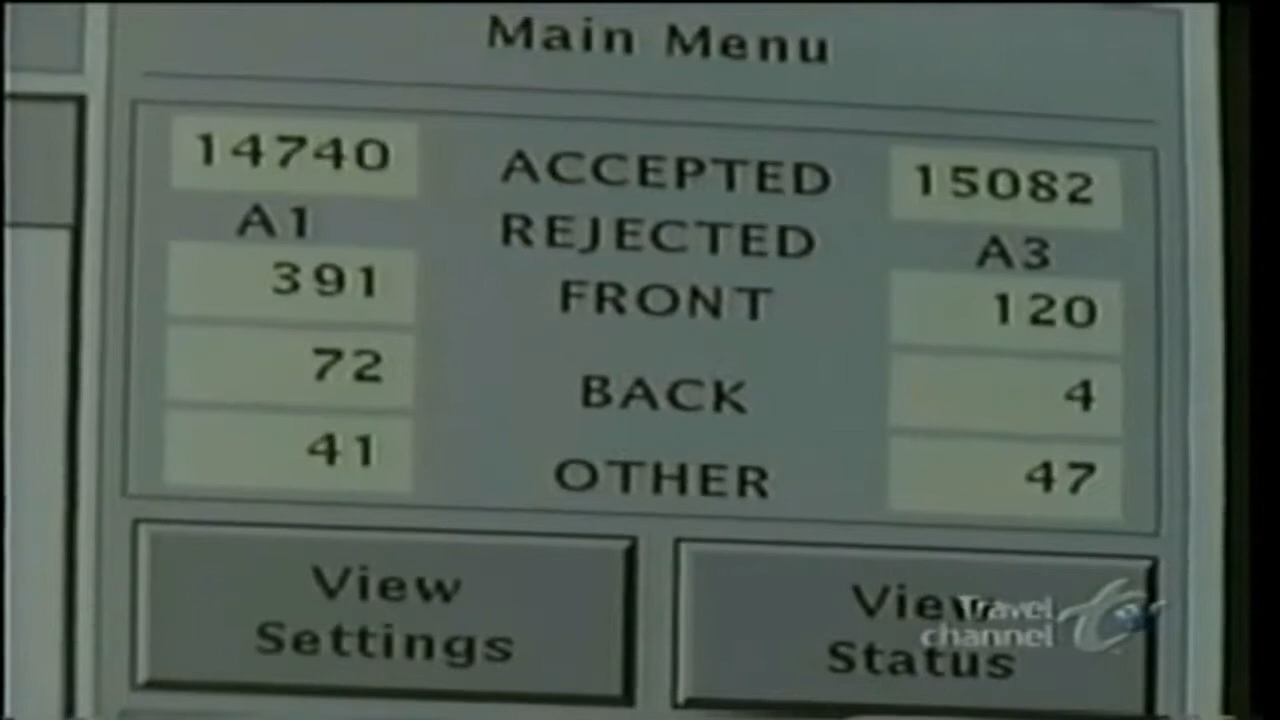 Main Menu
14740 ACCEPTED 15082
A1 REJECTED A3
391 FRONT 120
72 BACK 4
41 OTHER 47
View
Settings
View
Status
Travel
channel